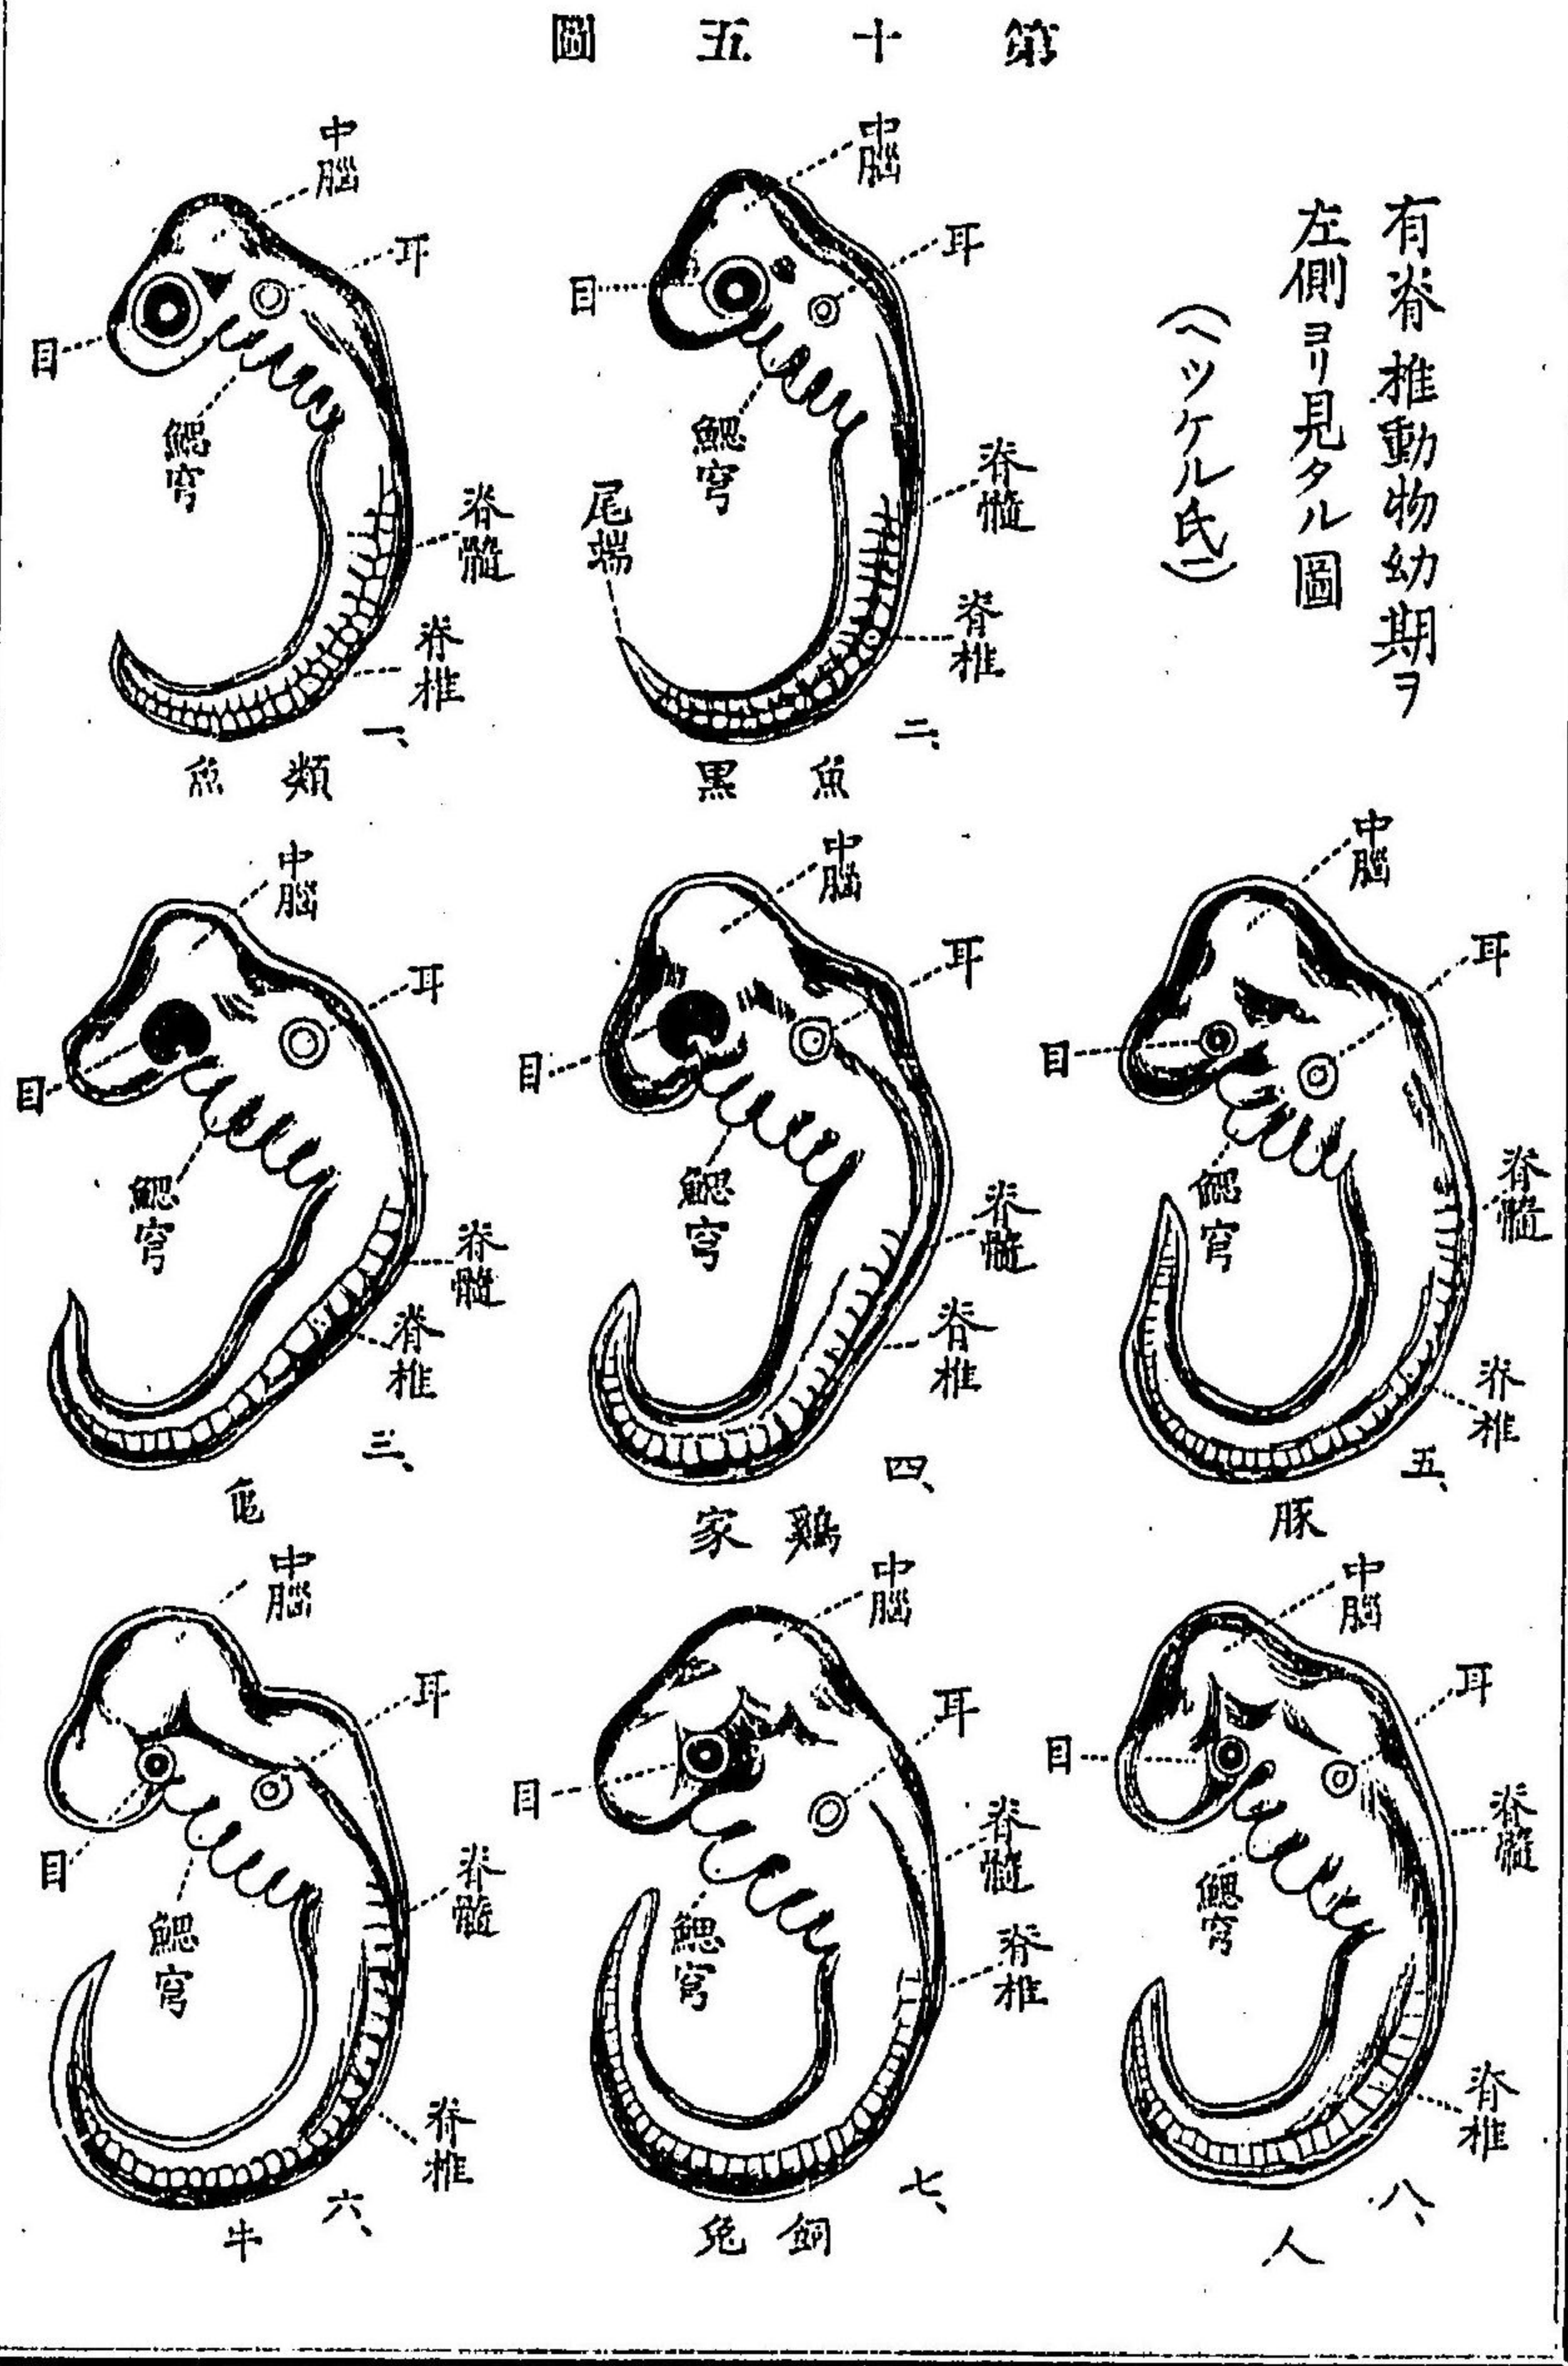 第十五圖
有脊椎動物幼期ヲ
左側ヨリ見タル圖
(ヘッケル氏)
中腦
耳
目
鰓穹
脊髓
脊椎
一、
魚類
中腦
耳
目
鰓穹
脊髓
尾端
脊椎
二、
黒魚
中腦
耳
目
鰓穹
脊髓
脊椎
三、
龜
中腦
耳
目
鰓穹
脊髓
脊椎
四、
家鶏
中腦
耳
目
鰓穹
脊髓
脊椎
五、
豚
中腦
耳
目
鰓穹
脊髓
脊椎
六、
牛
中腦
耳
目
鰓穹
脊髓
脊椎
七、
飼兎
中腦
耳
目
鰓穹
脊髓
脊椎
八、
人